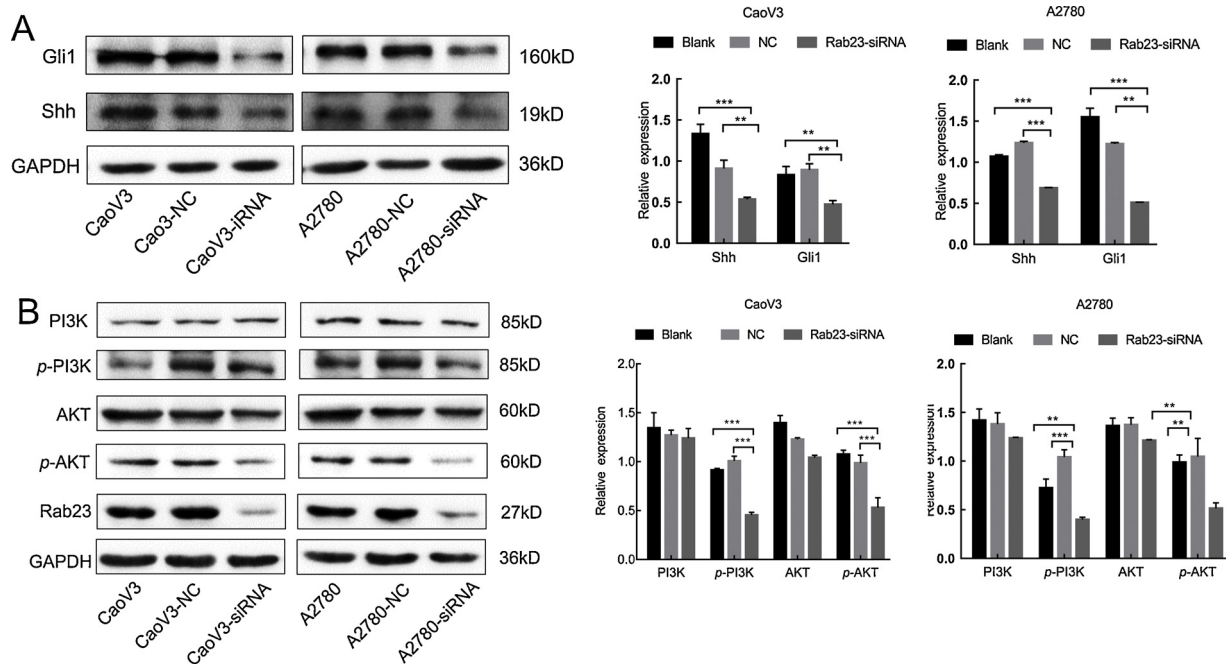 A
Gli1
160kD
Shh
19kD
GAPDH
36kD
CaoV3
Cao3-NC
CaoV3-iRNA
A2780
A2780-NC
A2780-siRNA
CaoV3
Blank NC Rab23-siRNA
Relative expression
2.0
1.5
1.0
0.5
0.0
*** ** ** **
Shh Gli1
A2780
Blank NC Rab23-siRNA
Relative expression
2.0
1.5
1.0
0.5
0.0
*** *** *** **
Shh Gli1
B
PI3K
85kD
p-PI3K
85kD
AKT
60kD
p-AKT
60kD
Rab23
27kD
GAPDH
36kD
CaoV3
CaoV3-NC
CaoV3-siRNA
A2780
A2780-NC
A2780-siRNA
CaoV3
Blank NC Rab23-siRNA
Relative expression
2.0
1.5
1.0
0.5
0.0
*** *** *** ***
PI3K p-PI3K AKT p-AKT
A2780
Blank NC Rab23-siRNA
Relative expression
2.0
1.5
1.0
0.5
0.0
** *** ** **
PI3K p-PI3K AKT p-AKT